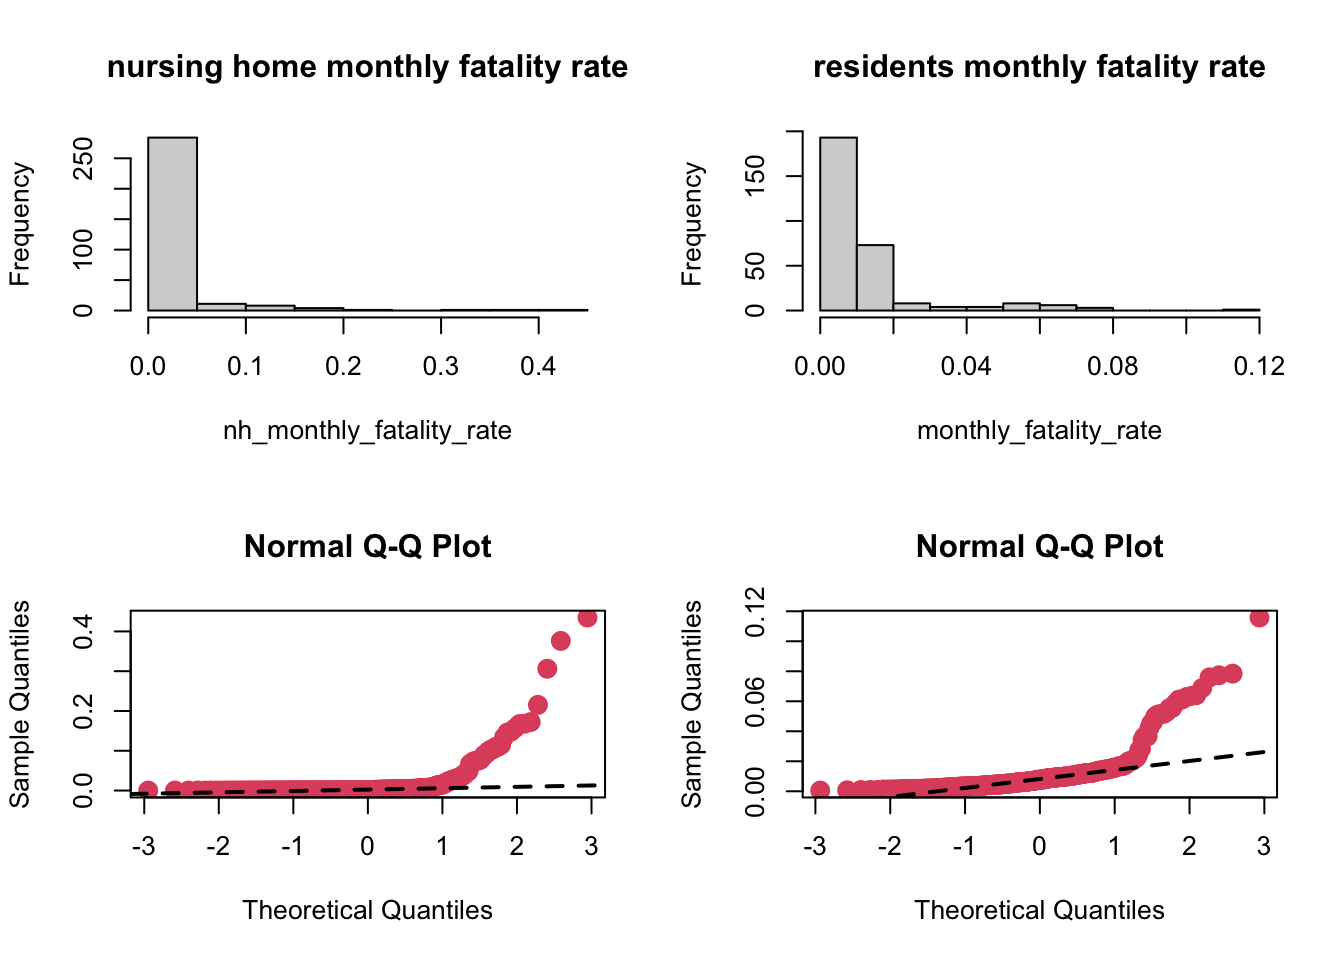 nursing home monthly fatality rate
Frequency
250
100
0
0.0 0.1 0.2 0.3 0.4
nh_monthly_fatality_rate
residents monthly fatality rate
Frequency
150
50
0
0.00 0.04 0.08 0.12
monthly_fatality_rate
Normal Q-Q Plot
Sample Quantiles
0.4
0.2
0.0
-3 -2 -1 0 1 2 3
Theoretical Quantiles
Normal Q-Q Plot
Sample Quantiles
0.12
0.06
0.00
-3 -2 -1 0 1 2 3
Theoretical Quantiles